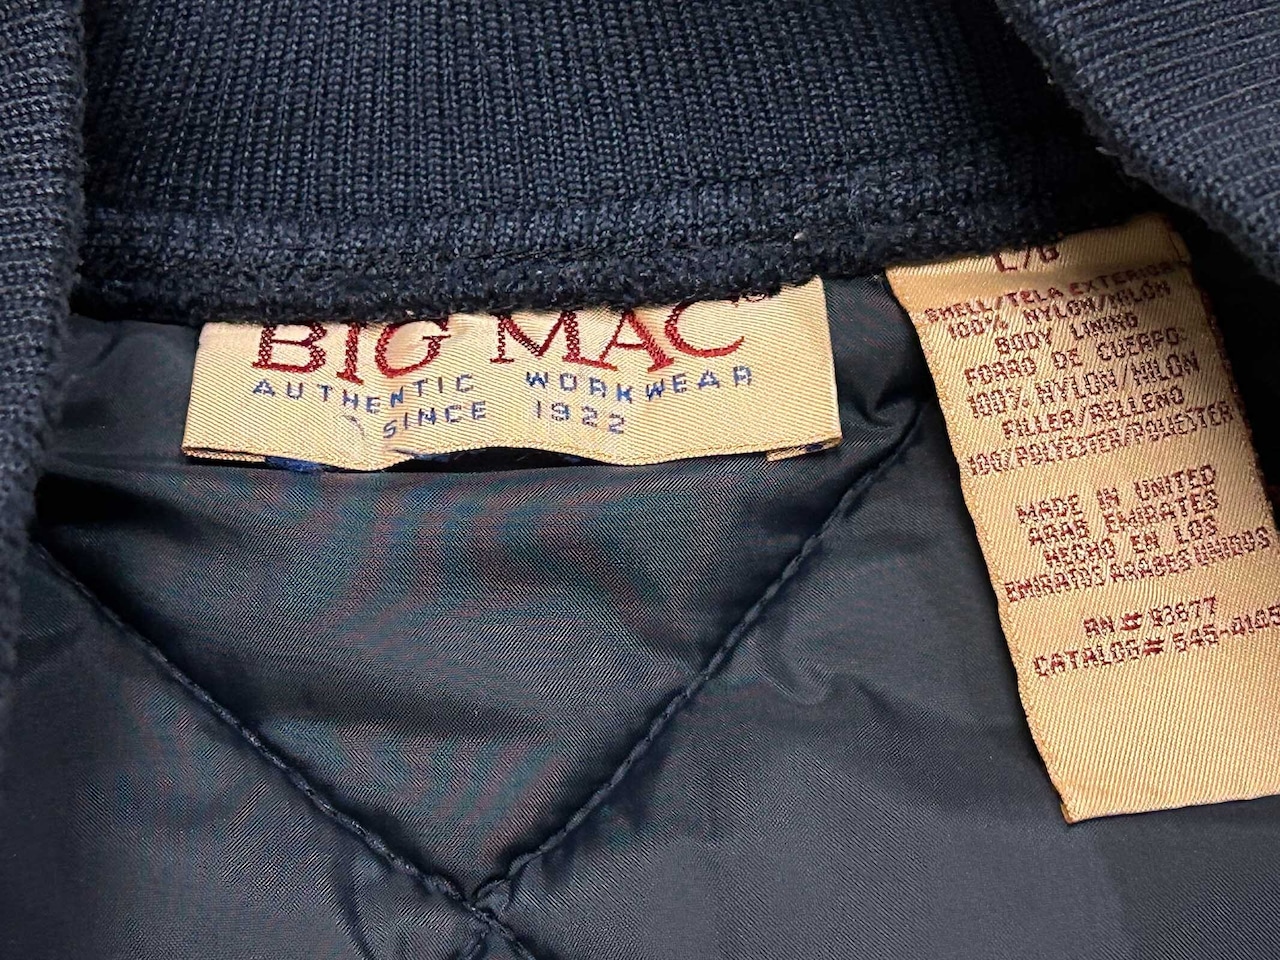 BIG MAC®
AUTHENTIC WORKWEAR
SINCE 1922
L/G
SHELL/TELA EXTERIOR
100% NYLON/NILON
BODY LINING
FORRO DE CUERPO
100% NYLON/NILON
FILLER/RELLENO
100% POLYESTER/POLIESTER
MADE IN UNITED
ARAB EMIRATES
HECHO EN LOS
EMIRATOS ARABES UNIDOS
RN# 93677
CATALOG# 545-4105